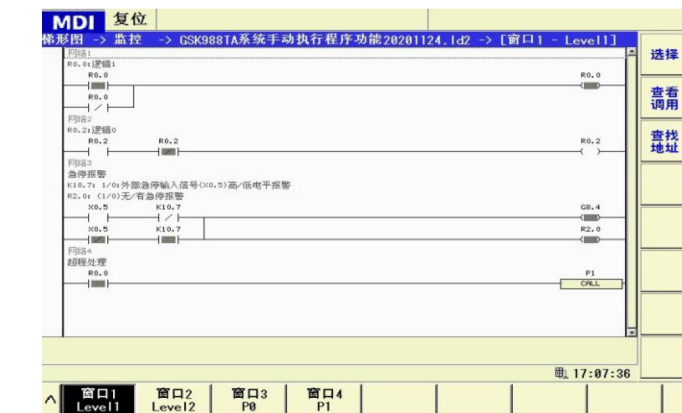 MDI 复位
梯形图 -> 监控 -> GSK988TA系统手动执行程序功能20201124.ld2 -> [窗口1 - Level1]
网络1
R0.0:逻辑1
R0.0 R0.0
R0.0
网络2
R0.2:逻辑0
R0.2 R0.2 R0.2
网络3
急停报警
K10.7: 1/0:外部急停输入信号(X0.5)高/低电平报警
R2.0: (1/0)无/有急停报警
X0.5 K10.7 G8.4
X0.5 K10.7 R2.0
网络4
超程处理
R0.0 P1
CALL
选择
查看
调用
查找
地址
17:07:36
窗口1 窗口2 窗口3 窗口4
Level1 Level2 P0 P1